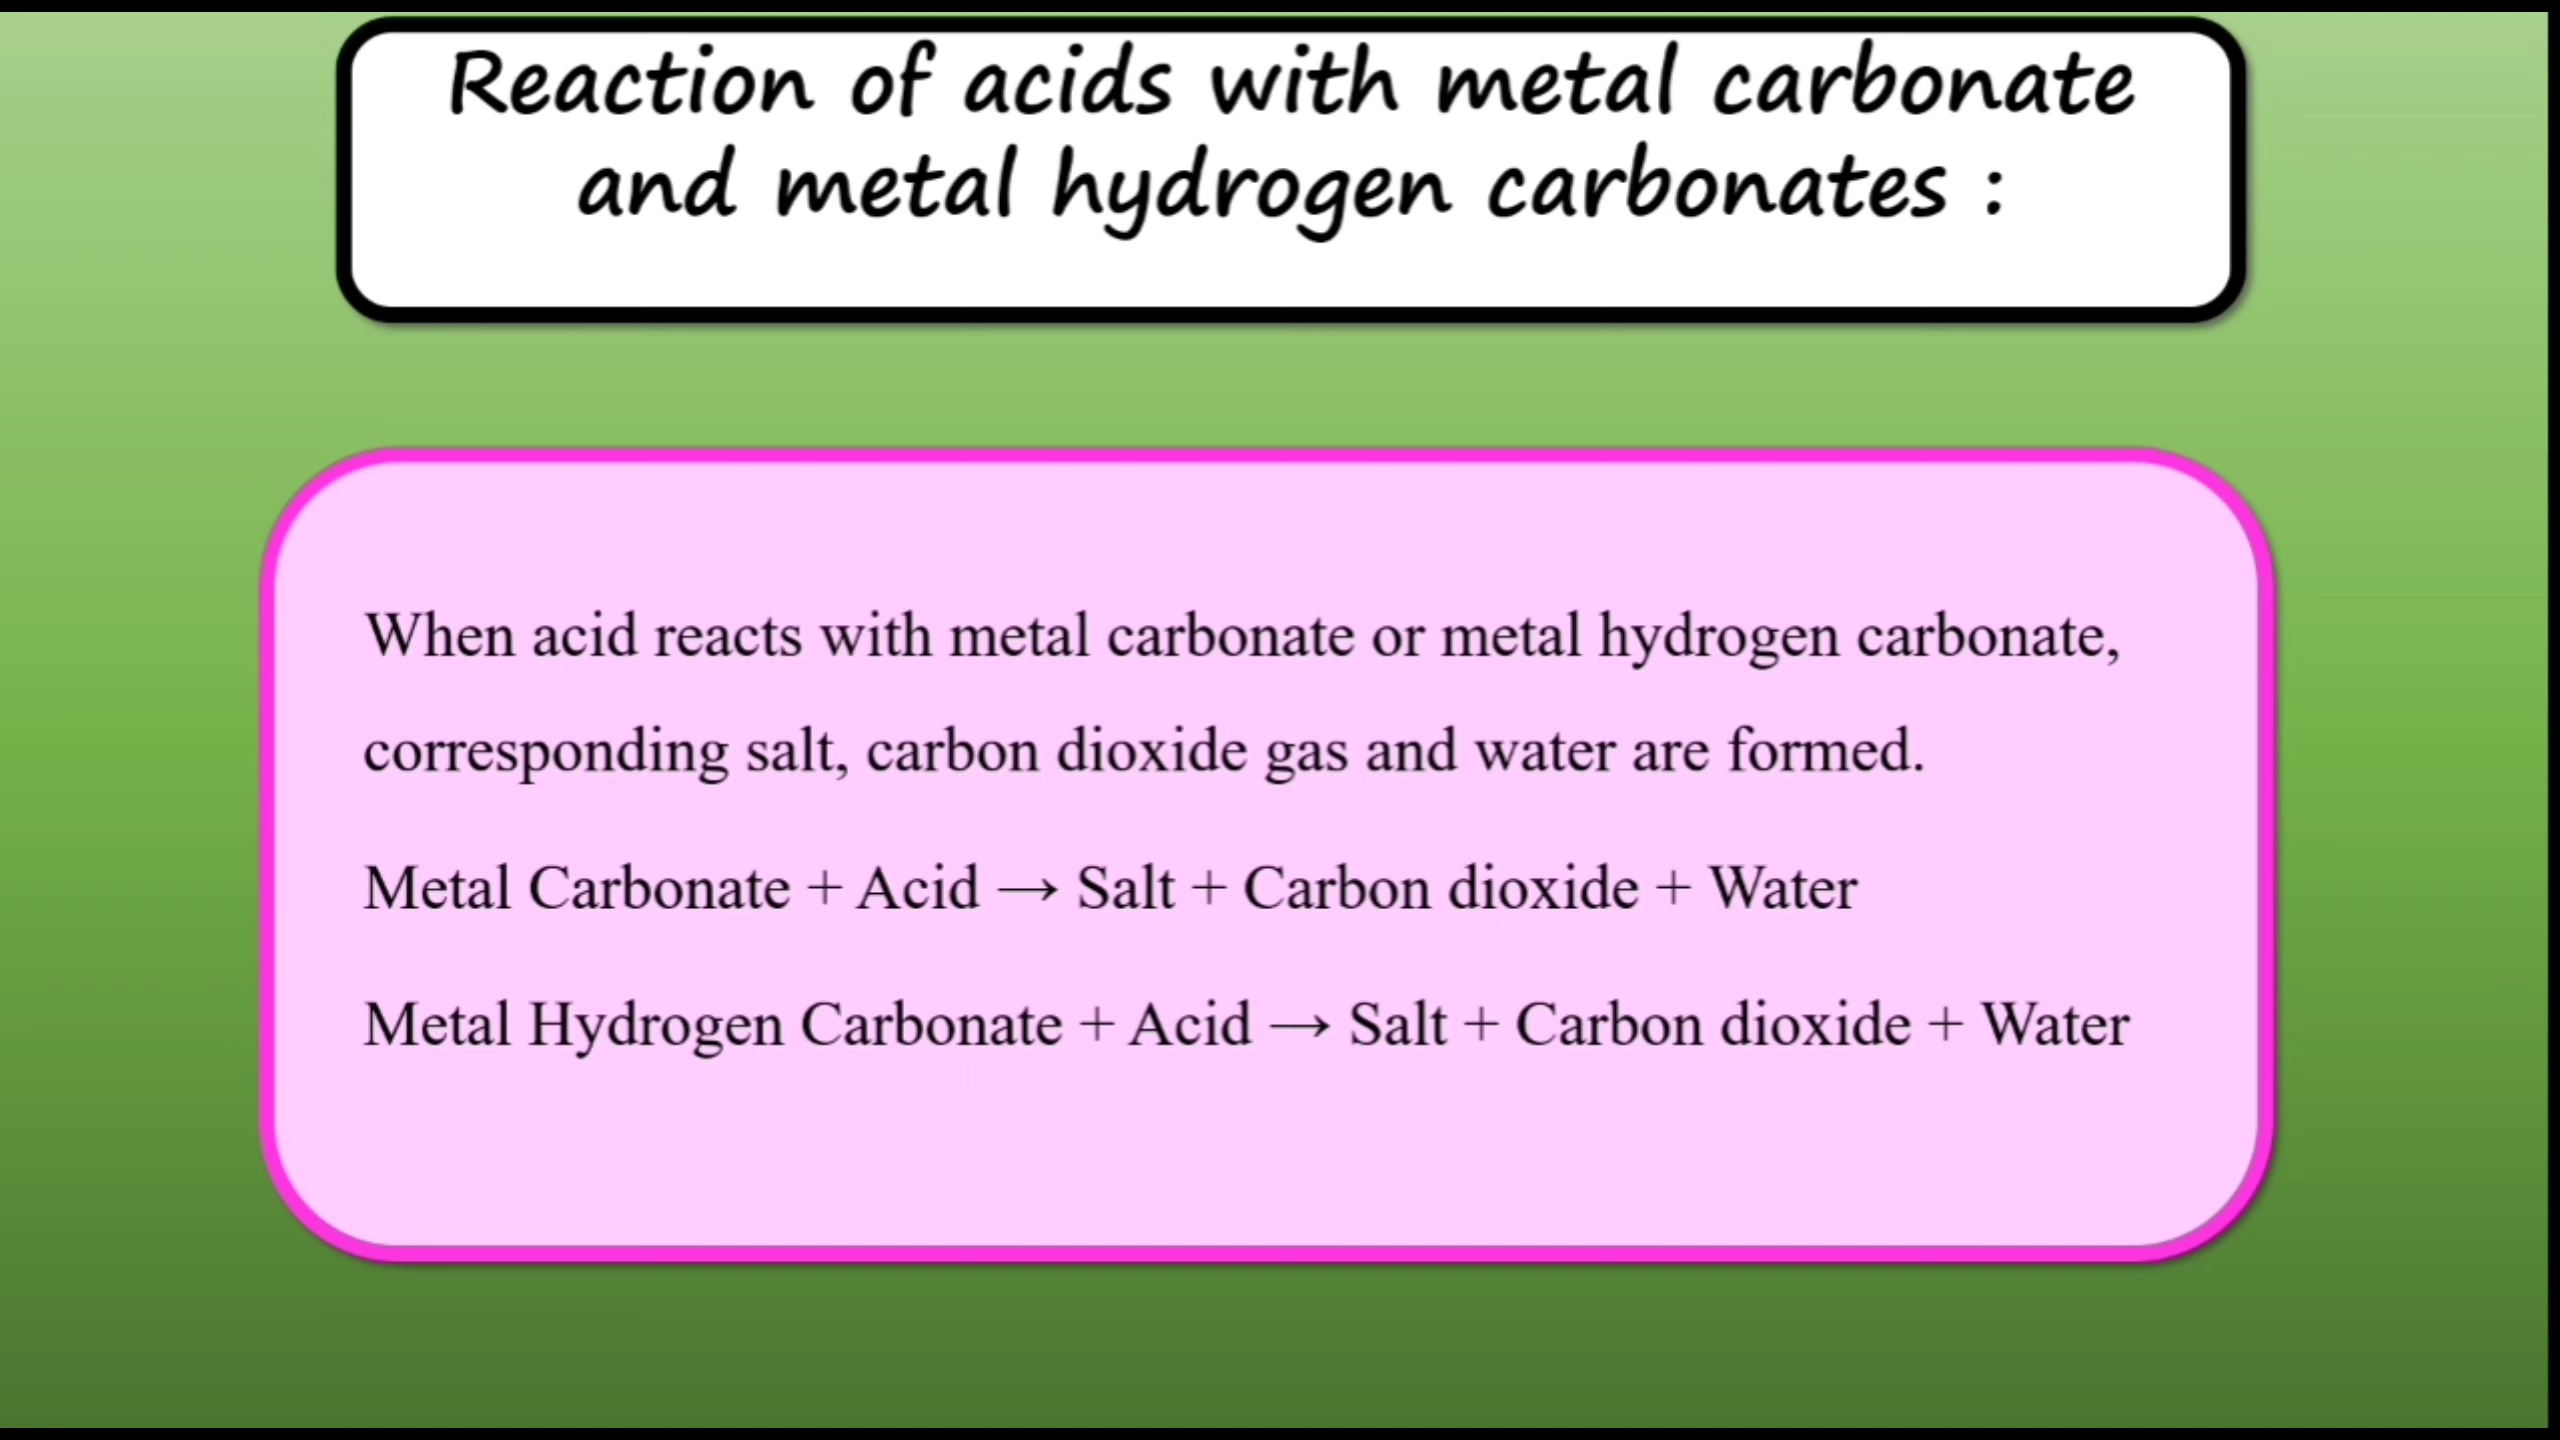 Reaction of acids with metal carbonate
and metal hydrogen carbonates :
When acid reacts with metal carbonate or metal hydrogen carbonate,
corresponding salt, carbon dioxide gas and water are formed.
Metal Carbonate + Acid → Salt + Carbon dioxide + Water
Metal Hydrogen Carbonate + Acid → Salt + Carbon dioxide + Water